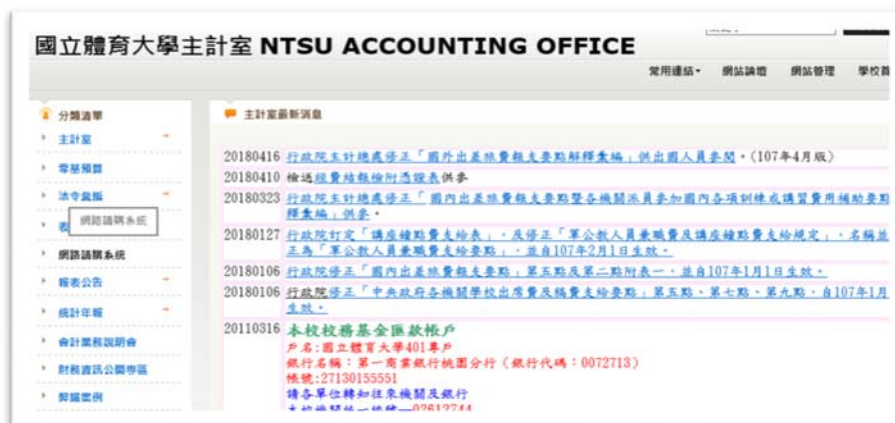 國立體育大學主計室 NTSU ACCOUNTING OFFICE
常用連結 網站論壇 網站管理 學校首
分類清單
主計室
零基預算
法令彙編
表
網路請購系統
網路請購系統
報表公告
統計年報
會計業務說明會
財務資訊公開專區
弊端案例
主計室最新消息
20180416 行政院主計總處修正「國外出差旅費報支要點解釋彙編」供出國人員參閱。(107年4月版)
20180410 檢送經費結報檢附憑證表供參
20180323 行政院主計總處修正「國內出差旅費報支要點暨各機關派員參加國內各項訓練或講習費用補助要點
釋彙編」供參。
20180127 行政院訂定「講座鐘點費支給表」，及修正「軍公教人員兼職費及講座鐘點費支給規定」，名稱並
正為「軍公教人員兼職費支給要點」，並自107年2月1日生效。
20180106 行政院修正「國內出差旅費報支要點」第五點及第二點附表一，並自107年1月1日生效。
20180106 行政院修正「中央政府各機關學校出席費及稿費支給要點」第五點、第七點、第九點，自107年1月
生效。
20110316 本校校務基金匯款帳戶
戶名:國立體育大學401專戶
銀行名稱：第一商業銀行桃園分行（銀行代碼：0072713）
帳號:27130155551
請各單位轉知往來機關及銀行
本校機關統一編號—02612744